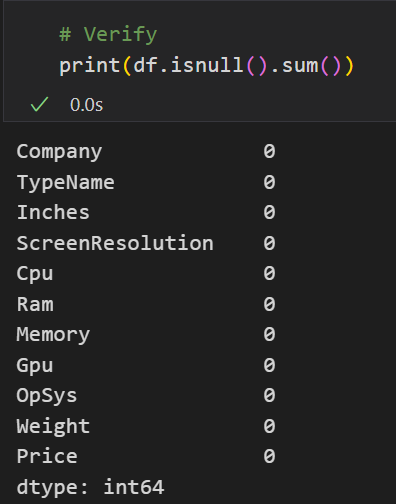 # Verify
print(df.isnull().sum())
0.0s
Company 0
TypeName 0
Inches 0
ScreenResolution 0
Cpu 0
Ram 0
Memory 0
Gpu 0
OpSys 0
Weight 0
Price 0
dtype: int64